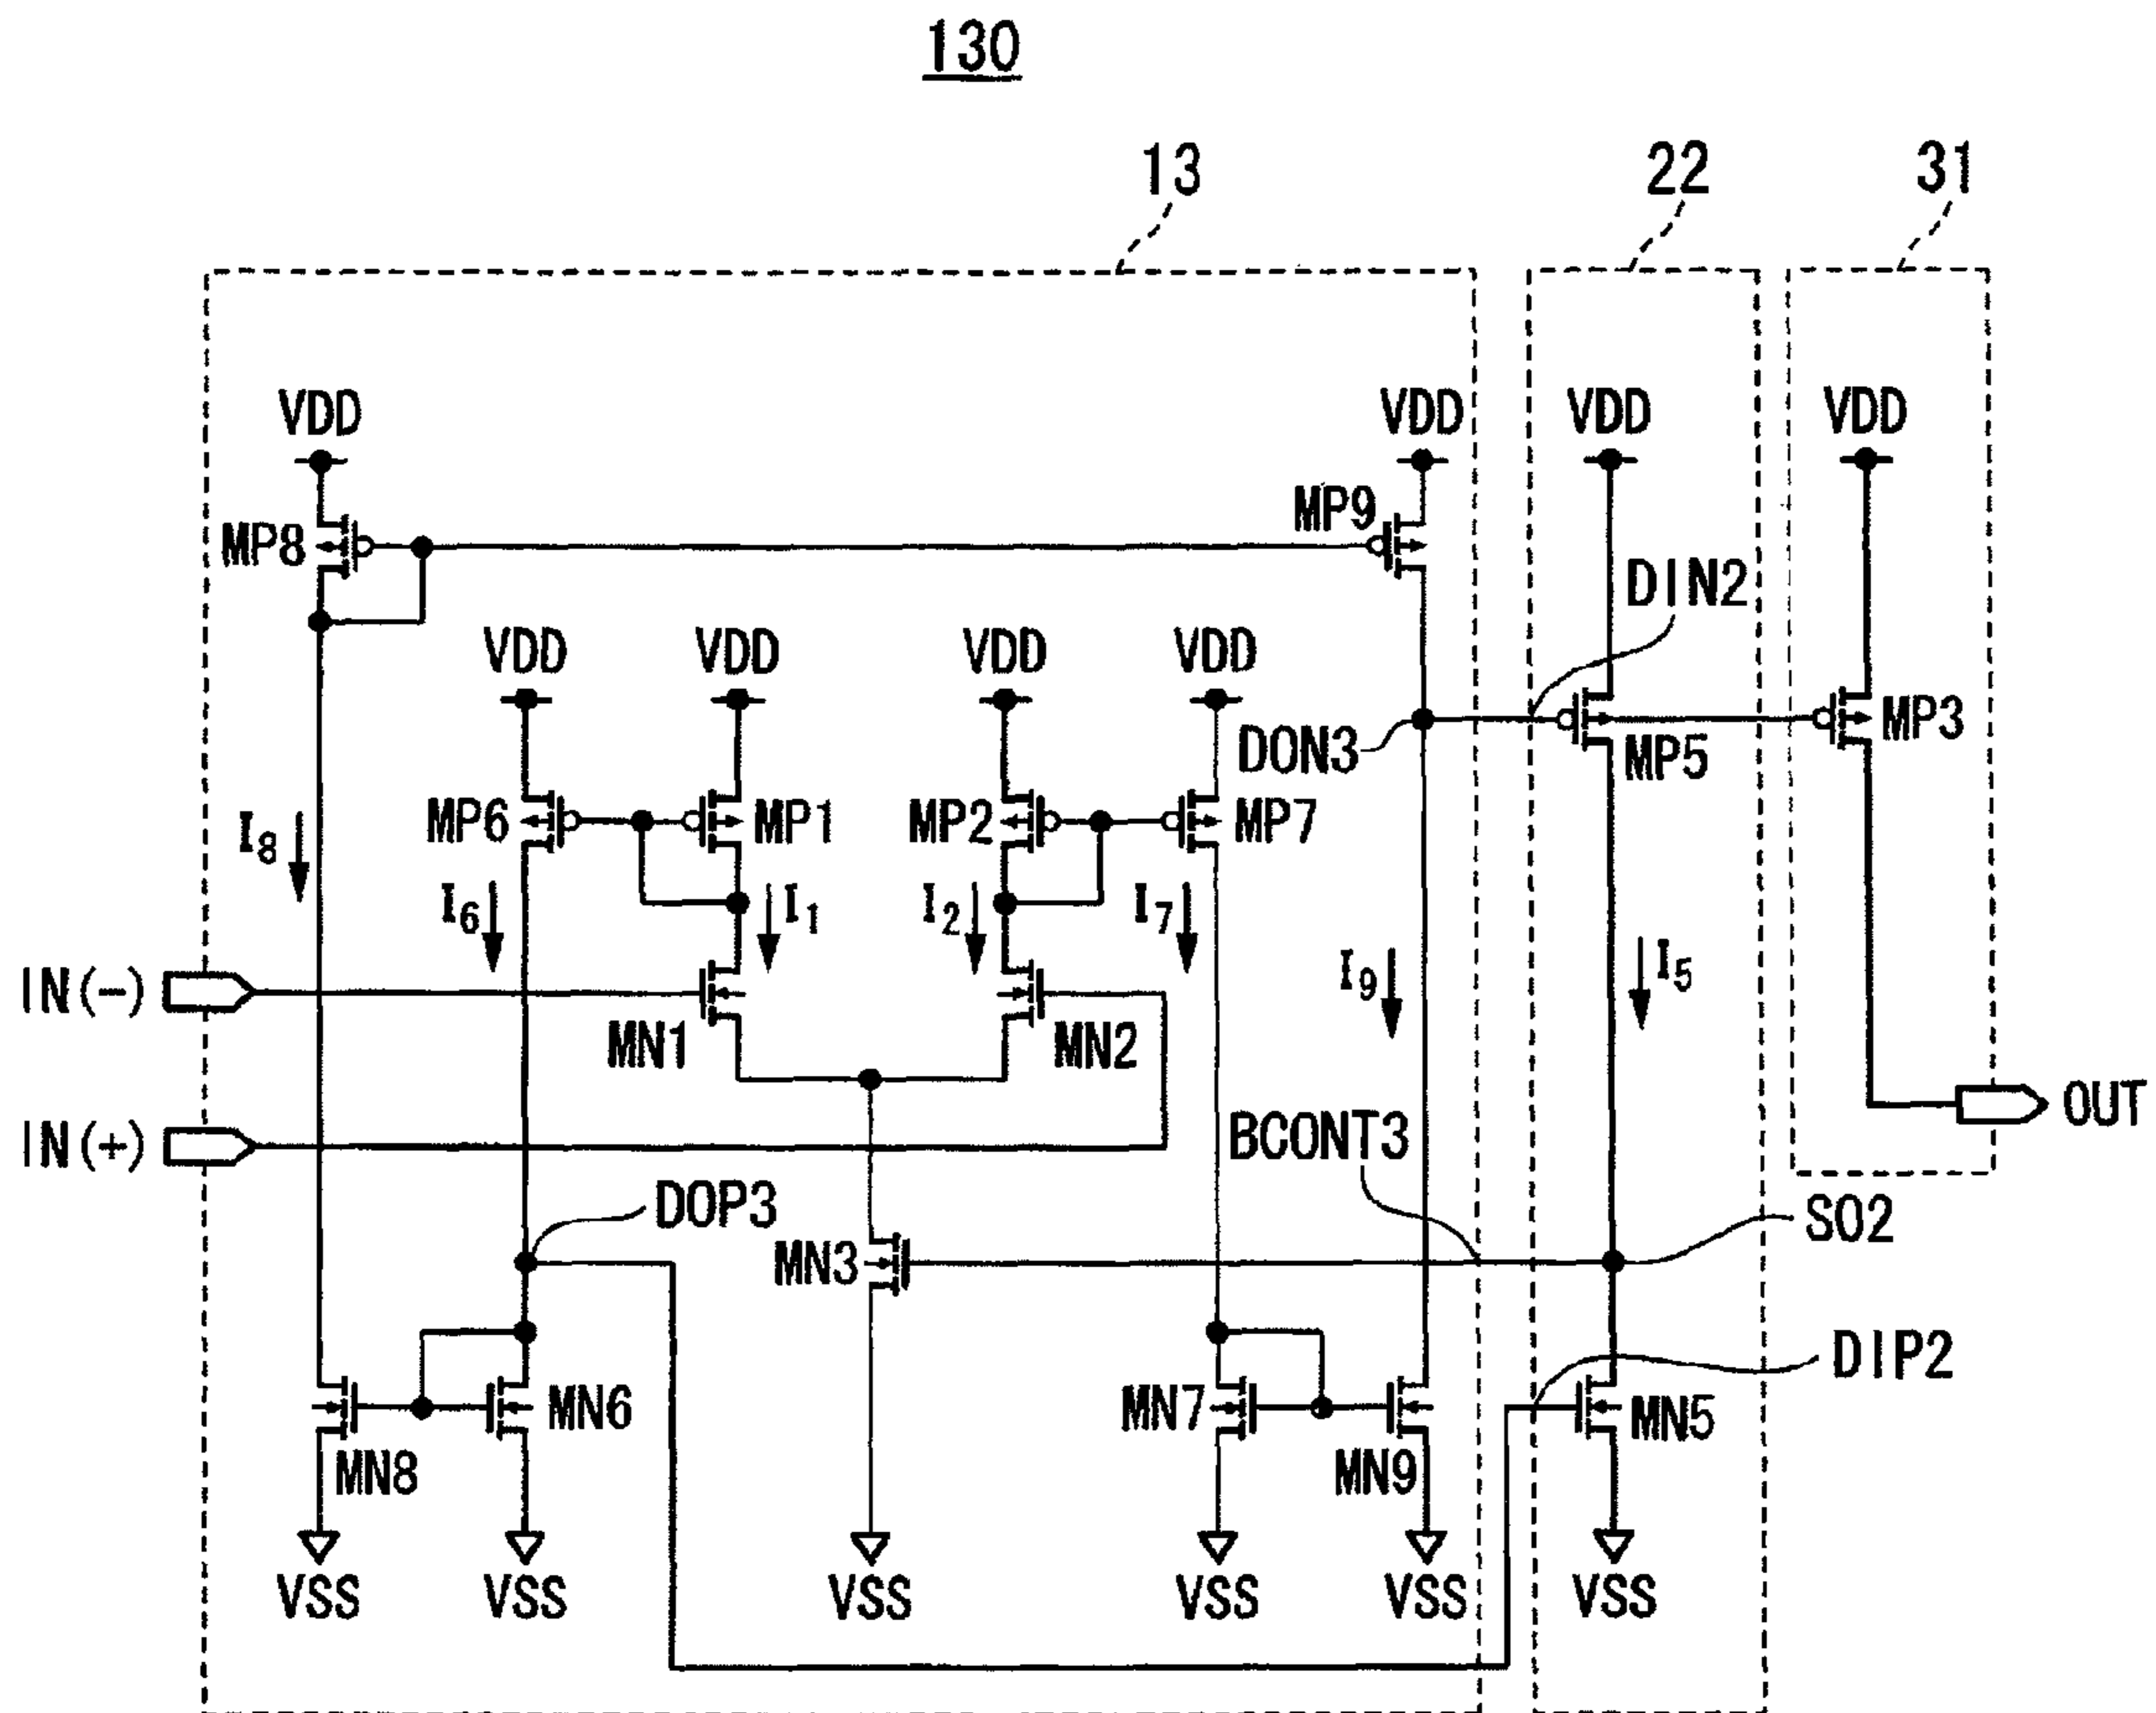 130
13
22
31
VDD
VDD
VDD
VDD
MP8
MP9
DIN2
VDD
VDD
VDD
VDD
DON3
MP5
MP3
MP6
MP1
MP2
MP7
I8
I6
I1
I2
I7
I9
I5
IN(-)
MN1
MN2
OUT
IN(+)
BCONT3
DOP3
SO2
MN3
DIP2
MN6
MN7
MN5
MN8
MN9
VSS
VSS
VSS
VSS
VSS
VSS